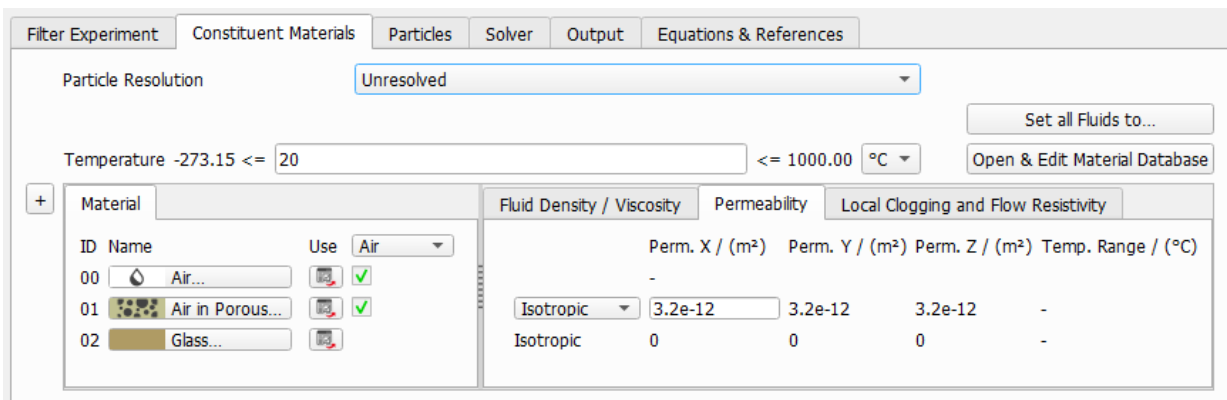 Filter Experiment Constituent Materials Particles Solver Output Equations & References
Particle Resolution Unresolved
Set all Fluids to...
Temperature -273.15 <= 20 <= 1000.00 °C Open & Edit Material Database
+ Material Fluid Density / Viscosity Permeability Local Clogging and Flow Resistivity
ID Name Use Air Perm. X / (m²) Perm. Y / (m²) Perm. Z / (m²) Temp. Range / (°C)
00 Air... -
01 Air in Porous... Isotropic 3.2e-12 3.2e-12 3.2e-12 -
02 Glass... Isotropic 0 0 0 -